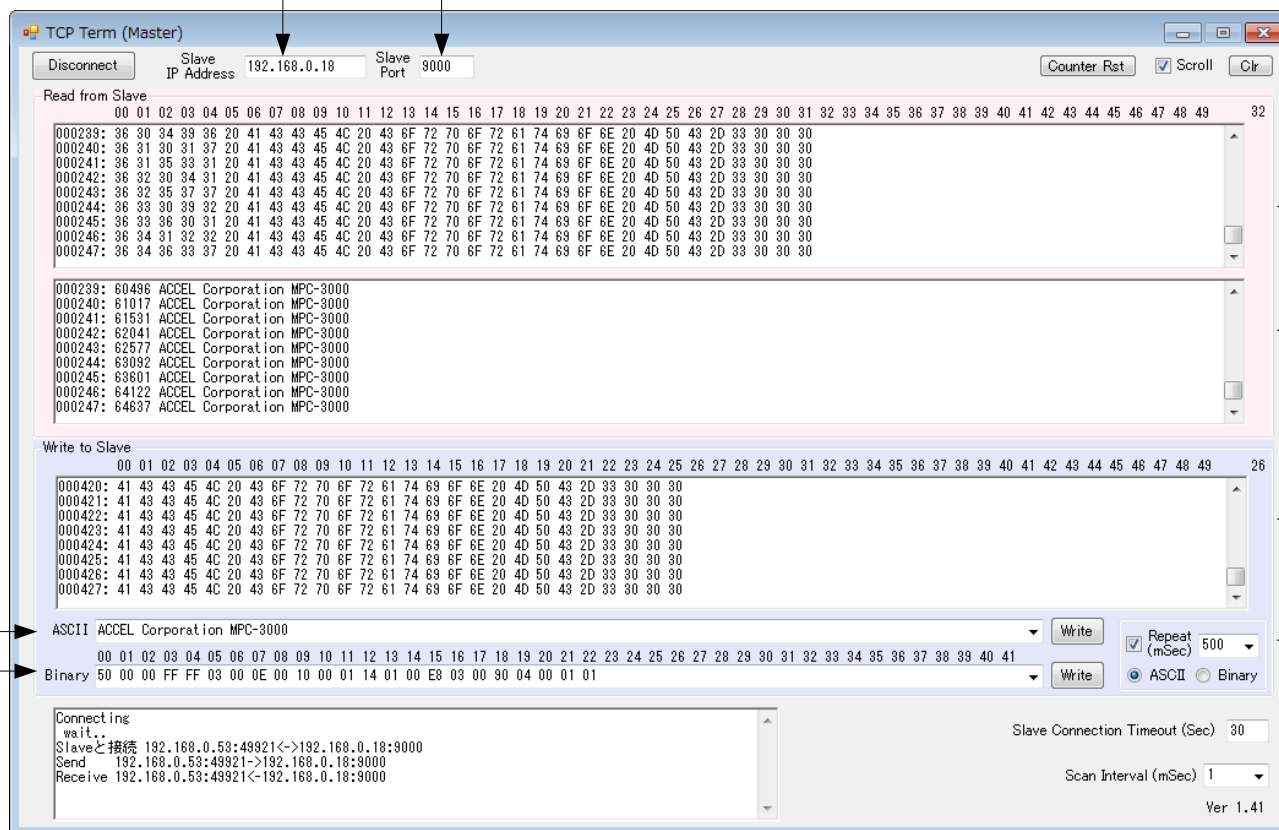 TCP Term (Master)
Disconnect Slave IP Address 192.168.0.18 Slave Port 9000 Counter Rst Scroll Clr
Read from Slave
00 01 02 03 04 05 06 07 08 09 10 11 12 13 14 15 16 17 18 19 20 21 22 23 24 25 26 27 28 29 30 31 32 33 34 35 36 37 38 39 40 41 42 43 44 45 46 47 48 49 32
000239: 36 30 34 39 36 20 41 43 43 45 4C 20 43 6F 72 70 6F 72 61 74 69 6F 6E 20 4D 50 43 2D 33 30 30 30
000240: 36 31 30 31 37 20 41 43 43 45 4C 20 43 6F 72 70 6F 72 61 74 69 6F 6E 20 4D 50 43 2D 33 30 30 30
000241: 36 31 35 33 31 20 41 43 43 45 4C 20 43 6F 72 70 6F 72 61 74 69 6F 6E 20 4D 50 43 2D 33 30 30 30
000242: 36 32 30 34 31 20 41 43 43 45 4C 20 43 6F 72 70 6F 72 61 74 69 6F 6E 20 4D 50 43 2D 33 30 30 30
000243: 36 32 35 37 37 20 41 43 43 45 4C 20 43 6F 72 70 6F 72 61 74 69 6F 6E 20 4D 50 43 2D 33 30 30 30
000244: 36 33 30 39 32 20 41 43 43 45 4C 20 43 6F 72 70 6F 72 61 74 69 6F 6E 20 4D 50 43 2D 33 30 30 30
000245: 36 33 36 30 31 20 41 43 43 45 4C 20 43 6F 72 70 6F 72 61 74 69 6F 6E 20 4D 50 43 2D 33 30 30 30
000246: 36 34 31 32 32 20 41 43 43 45 4C 20 43 6F 72 70 6F 72 61 74 69 6F 6E 20 4D 50 43 2D 33 30 30 30
000247: 36 34 36 33 37 20 41 43 43 45 4C 20 43 6F 72 70 6F 72 61 74 69 6F 6E 20 4D 50 43 2D 33 30 30 30
000239: 60496 ACCEL Corporation MPC-3000
000240: 61017 ACCEL Corporation MPC-3000
000241: 61531 ACCEL Corporation MPC-3000
000242: 62041 ACCEL Corporation MPC-3000
000243: 62577 ACCEL Corporation MPC-3000
000244: 63092 ACCEL Corporation MPC-3000
000245: 63601 ACCEL Corporation MPC-3000
000246: 64122 ACCEL Corporation MPC-3000
000247: 64637 ACCEL Corporation MPC-3000
Write to Slave
00 01 02 03 04 05 06 07 08 09 10 11 12 13 14 15 16 17 18 19 20 21 22 23 24 25 26 27 28 29 30 31 32 33 34 35 36 37 38 39 40 41 42 43 44 45 46 47 48 49 26
000420: 41 43 43 45 4C 20 43 6F 72 70 6F 72 61 74 69 6F 6E 20 4D 50 43 2D 33 30 30 30
000421: 41 43 43 45 4C 20 43 6F 72 70 6F 72 61 74 69 6F 6E 20 4D 50 43 2D 33 30 30 30
000422: 41 43 43 45 4C 20 43 6F 72 70 6F 72 61 74 69 6F 6E 20 4D 50 43 2D 33 30 30 30
000423: 41 43 43 45 4C 20 43 6F 72 70 6F 72 61 74 69 6F 6E 20 4D 50 43 2D 33 30 30 30
000424: 41 43 43 45 4C 20 43 6F 72 70 6F 72 61 74 69 6F 6E 20 4D 50 43 2D 33 30 30 30
000425: 41 43 43 45 4C 20 43 6F 72 70 6F 72 61 74 69 6F 6E 20 4D 50 43 2D 33 30 30 30
000426: 41 43 43 45 4C 20 43 6F 72 70 6F 72 61 74 69 6F 6E 20 4D 50 43 2D 33 30 30 30
000427: 41 43 43 45 4C 20 43 6F 72 70 6F 72 61 74 69 6F 6E 20 4D 50 43 2D 33 30 30 30
ASCII ACCEL Corporation MPC-3000 Write Repeat (mSec) 500
00 01 02 03 04 05 06 07 08 09 10 11 12 13 14 15 16 17 18 19 20 21 22 23 24 25 26 27 28 29 30 31 32 33 34 35 36 37 38 39 40 41
Binary 50 00 00 FF FF 03 00 0E 00 10 00 01 14 01 00 E8 03 00 90 04 00 01 01 Write ASCII Binary
Connecting
wait..
Slaveと接続 192.168.0.53:49921<->192.168.0.18:9000
Send 192.168.0.53:49921->192.168.0.18:9000
Receive 192.168.0.53:49921<-192.168.0.18:9000
Slave Connection Timeout (Sec) 30
Scan Interval (mSec) 1
Ver 1.41